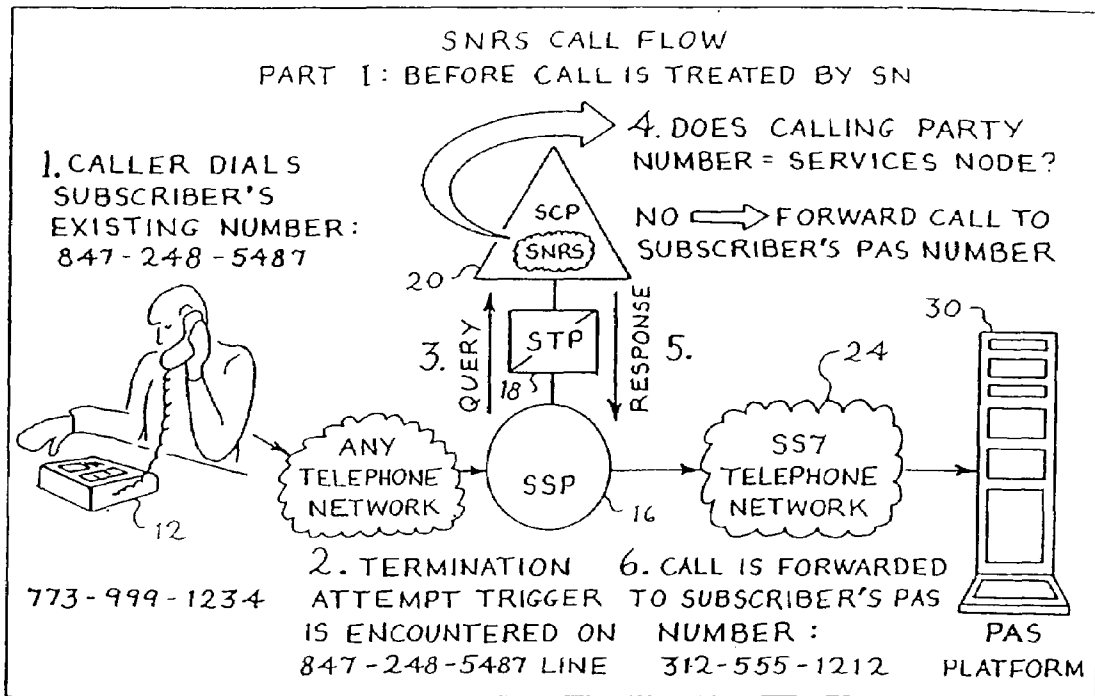 SNRS CALL FLOW
PART I: BEFORE CALL IS TREATED BY SN
1. CALLER DIALS
SUBSCRIBER'S
EXISTING NUMBER:
847-248-5487
4. DOES CALLING PARTY
NUMBER = SERVICES NODE?
NO ⇒ FORWARD CALL TO
SUBSCRIBER'S PAS NUMBER
SCP
SNRS
20
3. QUERY
STP
18
RESPONSE 5.
30
24
ANY
TELEPHONE
NETWORK
SSP
16
SS7
TELEPHONE
NETWORK
12
773-999-1234
2. TERMINATION
ATTEMPT TRIGGER
IS ENCOUNTERED ON
847-248-5487 LINE
6. CALL IS FORWARDED
TO SUBSCRIBER'S PAS
NUMBER:
312-555-1212
PAS
PLATFORM